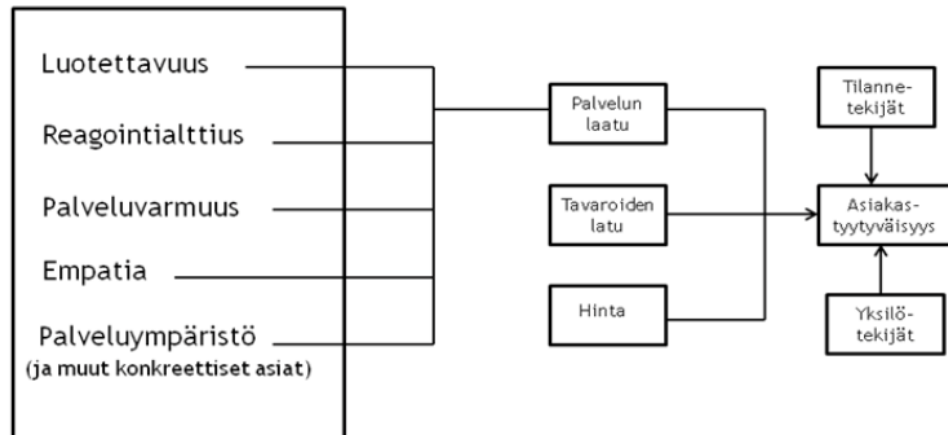 Luotettavuus
Reagointialttius
Palveluvarmuus
Empatia
Palveluympäristö
(ja muut konkreettiset asiat)
Palvelun
laatu
Tavaroiden
latu
Hinta
Tilanne-
tekijät
Asiakas-
tyytyväisyys
Yksilö-
tekijät